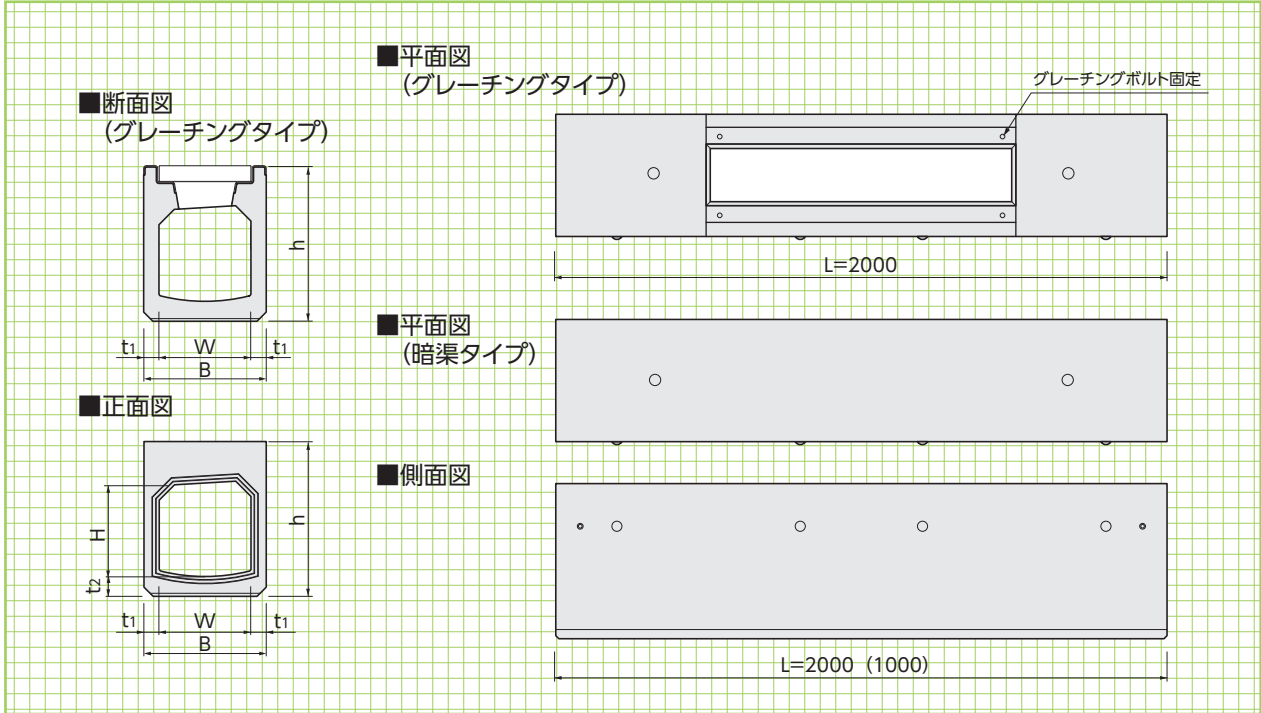 ■断面図
(グレーチングタイプ)
h
t1 W t1
B
■正面図
H
h
t2
t1 W t1
B
■平面図
(グレーチングタイプ)
グレーチングボルト固定
L=2000
■平面図
(暗渠タイプ)
■側面図
L=2000 (1000)